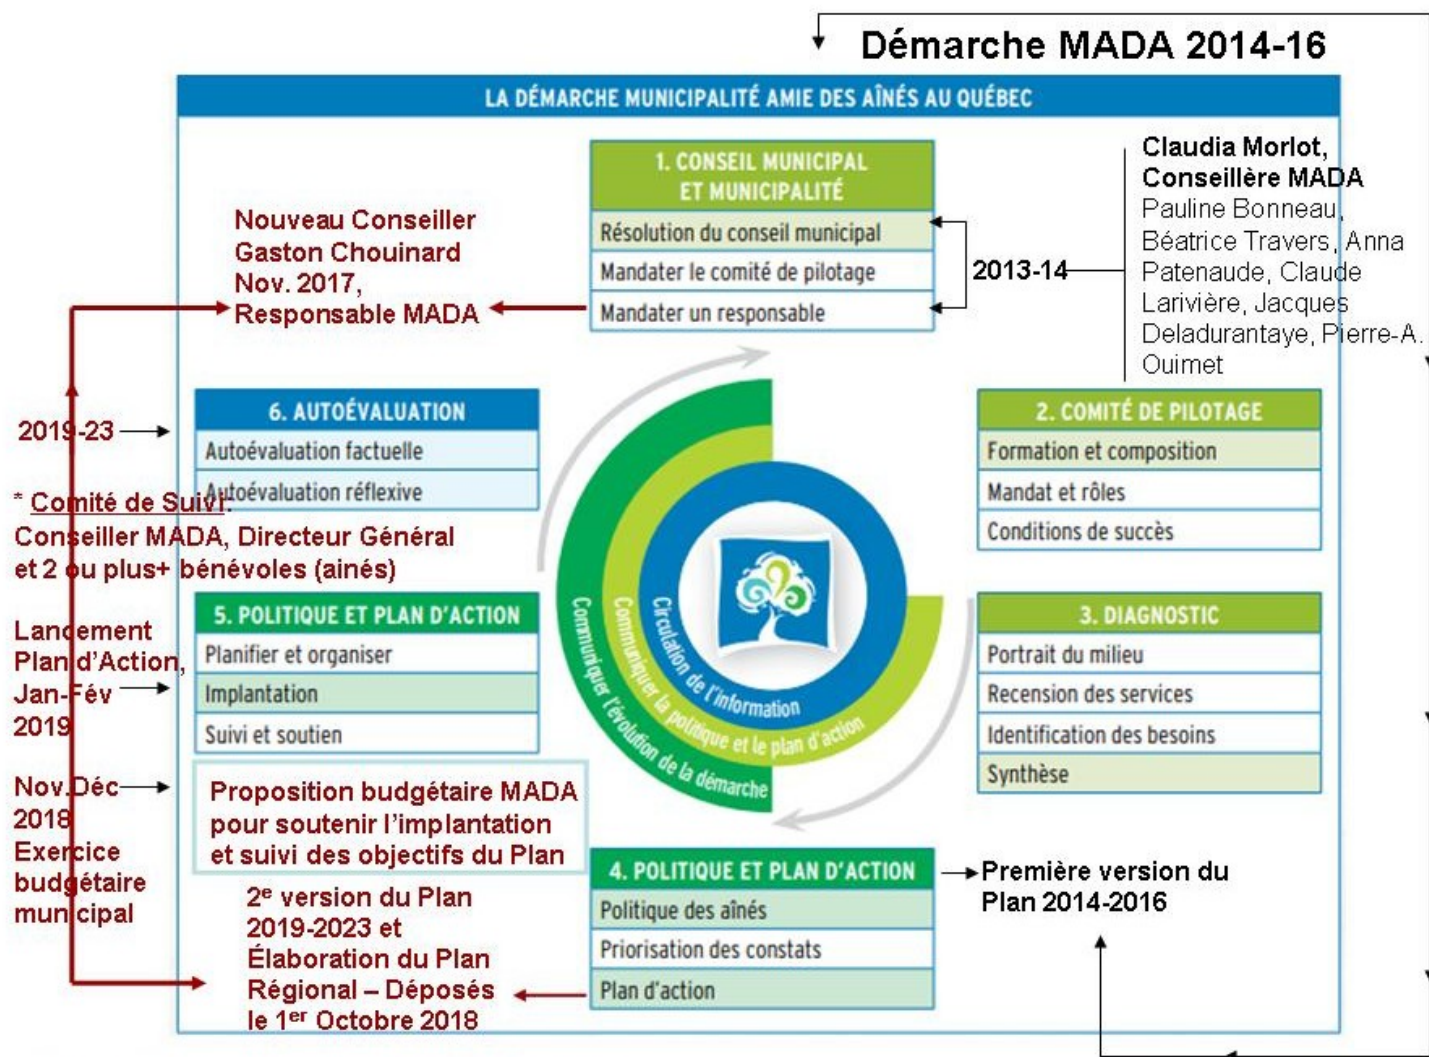 Démarche MADA 2014-16
LA DÉMARCHE MUNICIPALITÉ AMIE DES AÎNÉS AU QUÉBEC
1. CONSEIL MUNICIPAL
ET MUNICIPALITÉ
Résolution du conseil municipal
Mandater le comité de pilotage
Mandater un responsable
2013-14
Claudia Morlot,
Conseillère MADA
Pauline Bonneau,
Béatrice Travers, Anna
Patenaude, Claude
Larivière, Jacques
Deladurantaye, Pierre-A.
Ouimet
Nouveau Conseiller
Gaston Chouinard
Nov. 2017,
Responsable MADA
2. COMITÉ DE PILOTAGE
Formation et composition
Mandat et rôles
Conditions de succès
3. DIAGNOSTIC
Portrait du milieu
Recension des services
Identification des besoins
Synthèse
4. POLITIQUE ET PLAN D'ACTION
Politique des aînés
Priorisation des constats
Plan d'action
Première version du
Plan 2014-2016
2e version du Plan
2019-2023 et
Élaboration du Plan
Régional – Déposés
le 1er Octobre 2018
Proposition budgétaire MADA
pour soutenir l'implantation
et suivi des objectifs du Plan
Nov.Déc
2018
Exercice
budgétaire
municipal
5. POLITIQUE ET PLAN D'ACTION
Planifier et organiser
Implantation
Suivi et soutien
Lancement
Plan d'Action,
Jan-Fév
2019
6. AUTOÉVALUATION
Autoévaluation factuelle
Autoévaluation réflexive
2019-23
* Comité de Suivi:
Conseiller MADA, Directeur Général
et 2 ou plus+ bénévoles (ainés)
Circulation de l'information
Communiquer la politique et le plan d'action
Communiquer l'évolution de la démarche